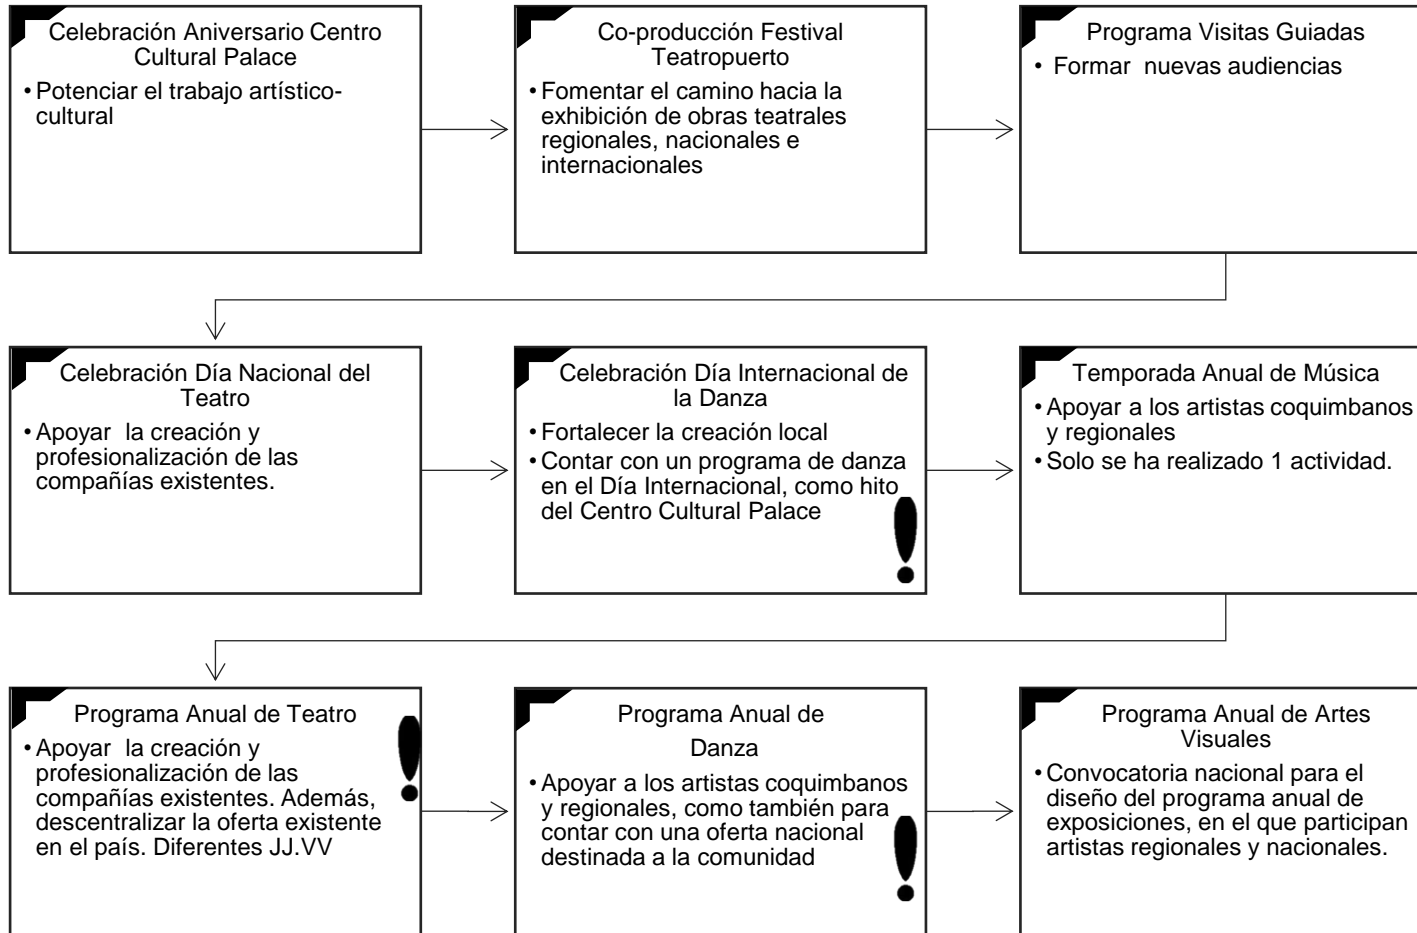 Celebración Aniversario Centro
Cultural Palace
• Potenciar el trabajo artístico-
cultural
Co-producción Festival
Teatropuerto
• Fomentar el camino hacia la
exhibición de obras teatrales
regionales, nacionales e
internacionales
Programa Visitas Guiadas
• Formar nuevas audiencias
Celebración Día Nacional del
Teatro
• Apoyar la creación y
profesionalización de las
compañías existentes.
Celebración Día Internacional de
la Danza
• Fortalecer la creación local
• Contar con un programa de danza
en el Día Internacional, como hito
del Centro Cultural Palace
Temporada Anual de Música
• Apoyar a los artistas coquimbanos
y regionales
• Solo se ha realizado 1 actividad.
Programa Anual de Teatro
• Apoyar la creación y
profesionalización de las
compañías existentes. Además,
descentralizar la oferta existente
en el país. Diferentes JJ.VV
Programa Anual de
Danza
• Apoyar a los artistas coquimbanos
y regionales, como también para
contar con una oferta nacional
destinada a la comunidad
Programa Anual de Artes
Visuales
• Convocatoria nacional para el
diseño del programa anual de
exposiciones, en el que participan
artistas regionales y nacionales.